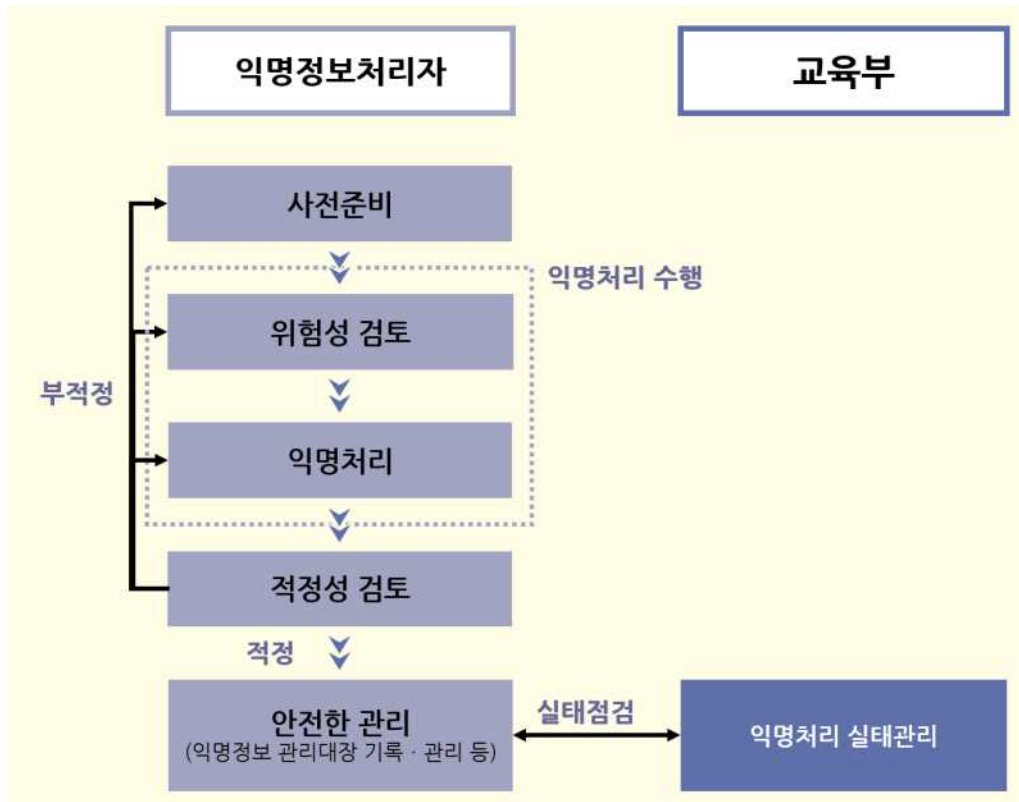 익명정보처리자
교육부
사전준비
익명처리 수행
위험성 검토
부적정
익명처리
적정성 검토
적정
안전한 관리
(익명정보 관리대장 기록 · 관리 등)
실태점검
익명처리 실태관리